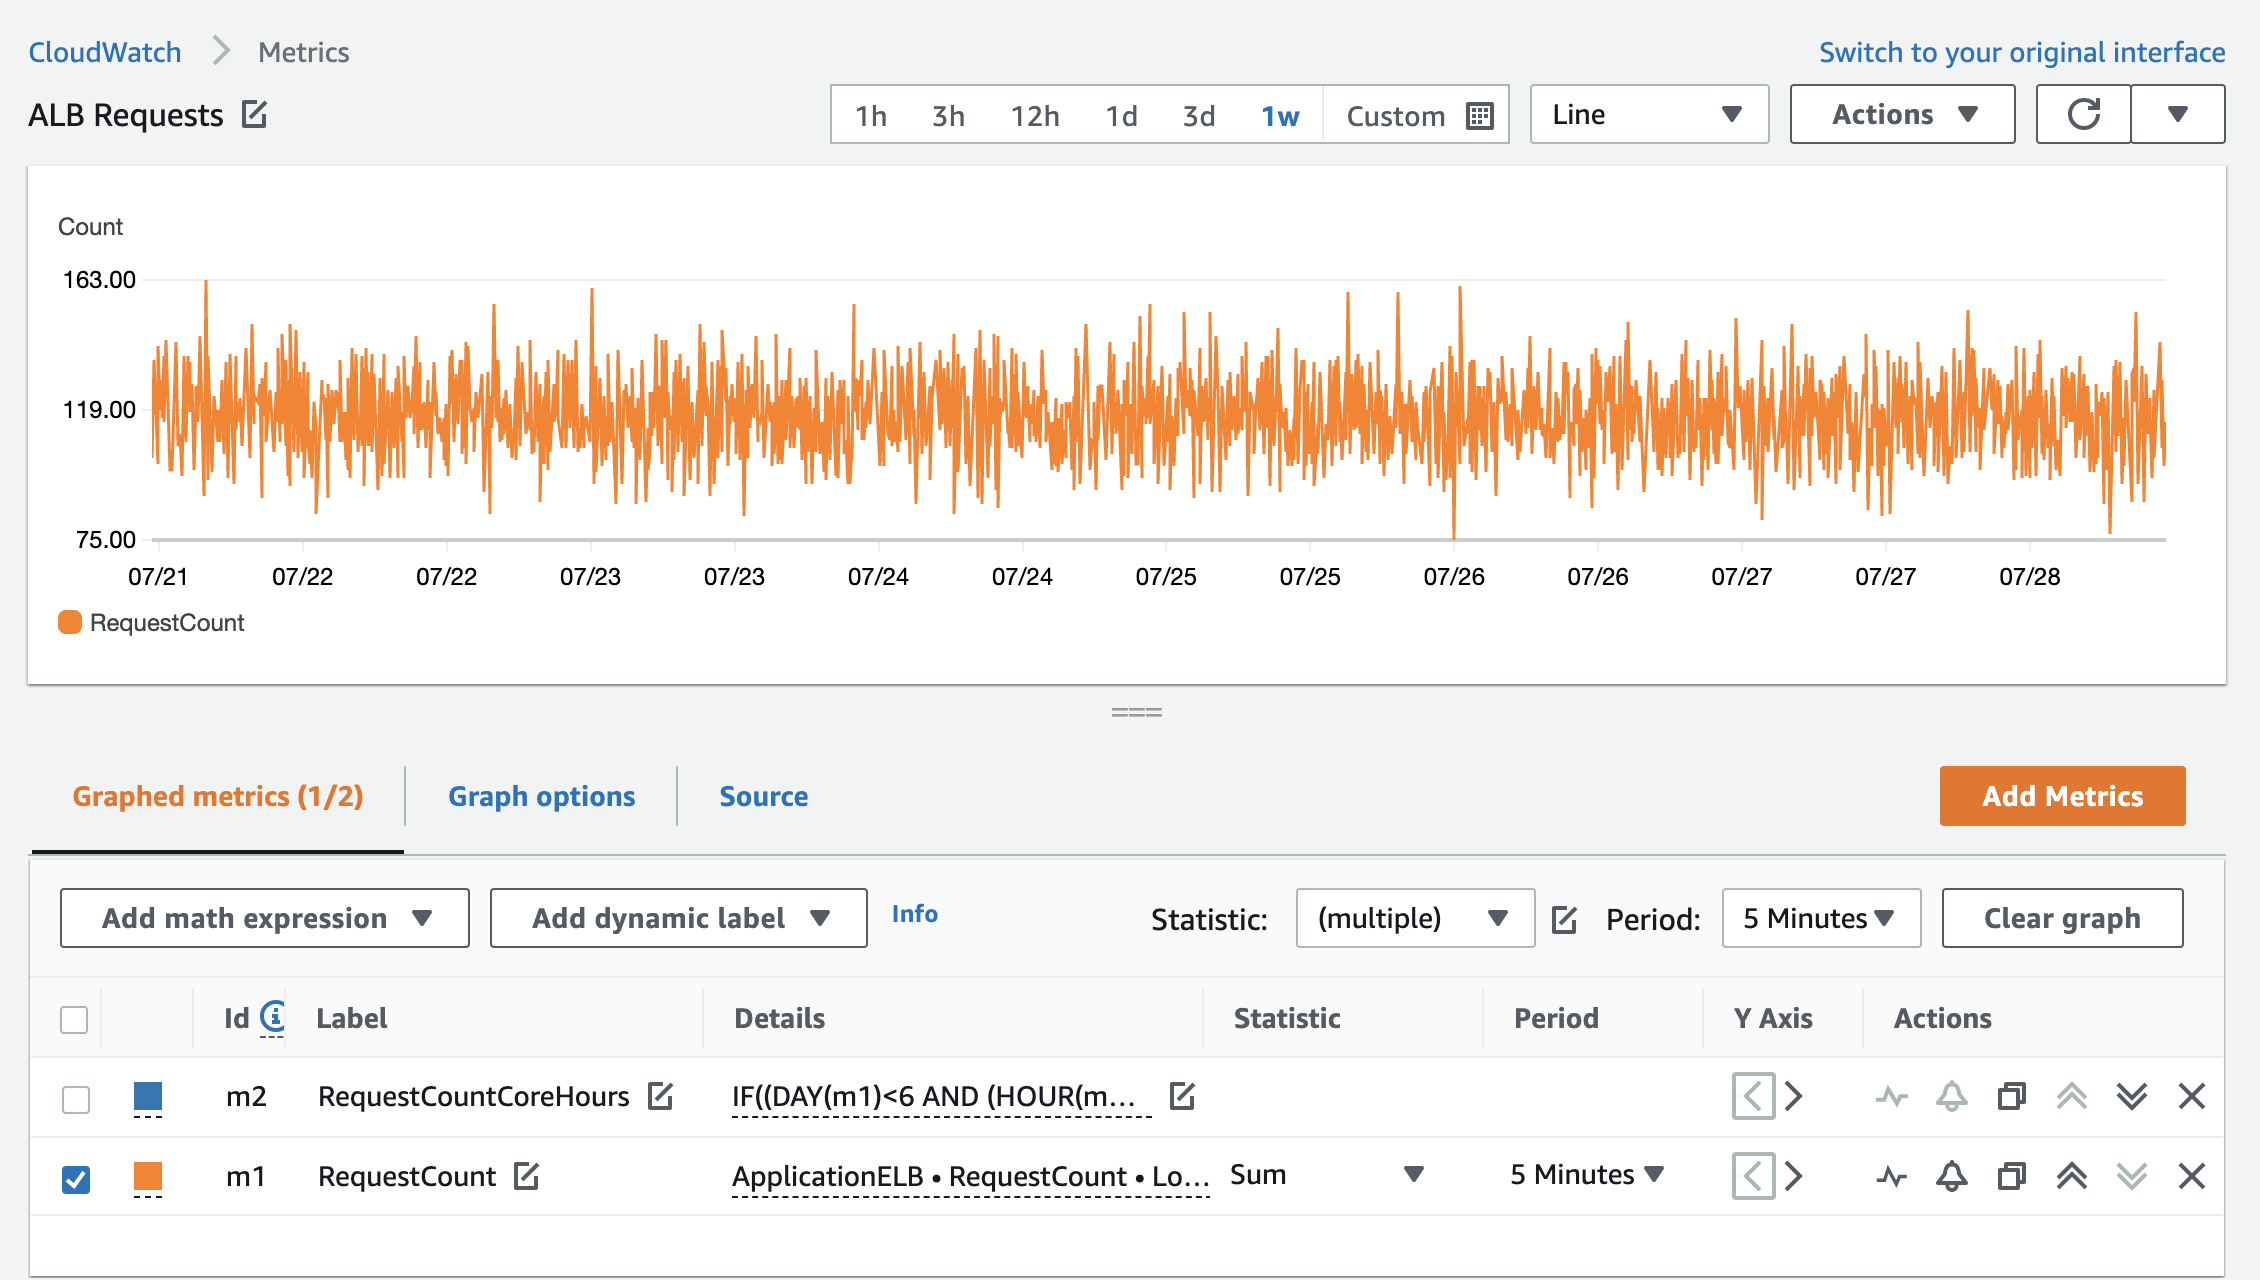 CloudWatch Metrics Switch to your original interface
ALB Requests 1h 3h 12h 1d 3d 1w Custom Line Actions
Count
163.00
119.00
75.00
07/21 07/22 07/22 07/23 07/23 07/24 07/24 07/25 07/25 07/26 07/26 07/27 07/27 07/28
RequestCount
Graphed metrics (1/2) Graph options Source Add Metrics
Add math expression Add dynamic label Info Statistic: (multiple) Period: 5 Minutes Clear graph
Id Label Details Statistic Period Y Axis Actions
m2 RequestCountCoreHours IF((DAY(m1)<6 AND (HOUR(m...
m1 RequestCount ApplicationELB • RequestCount • Lo... Sum 5 Minutes